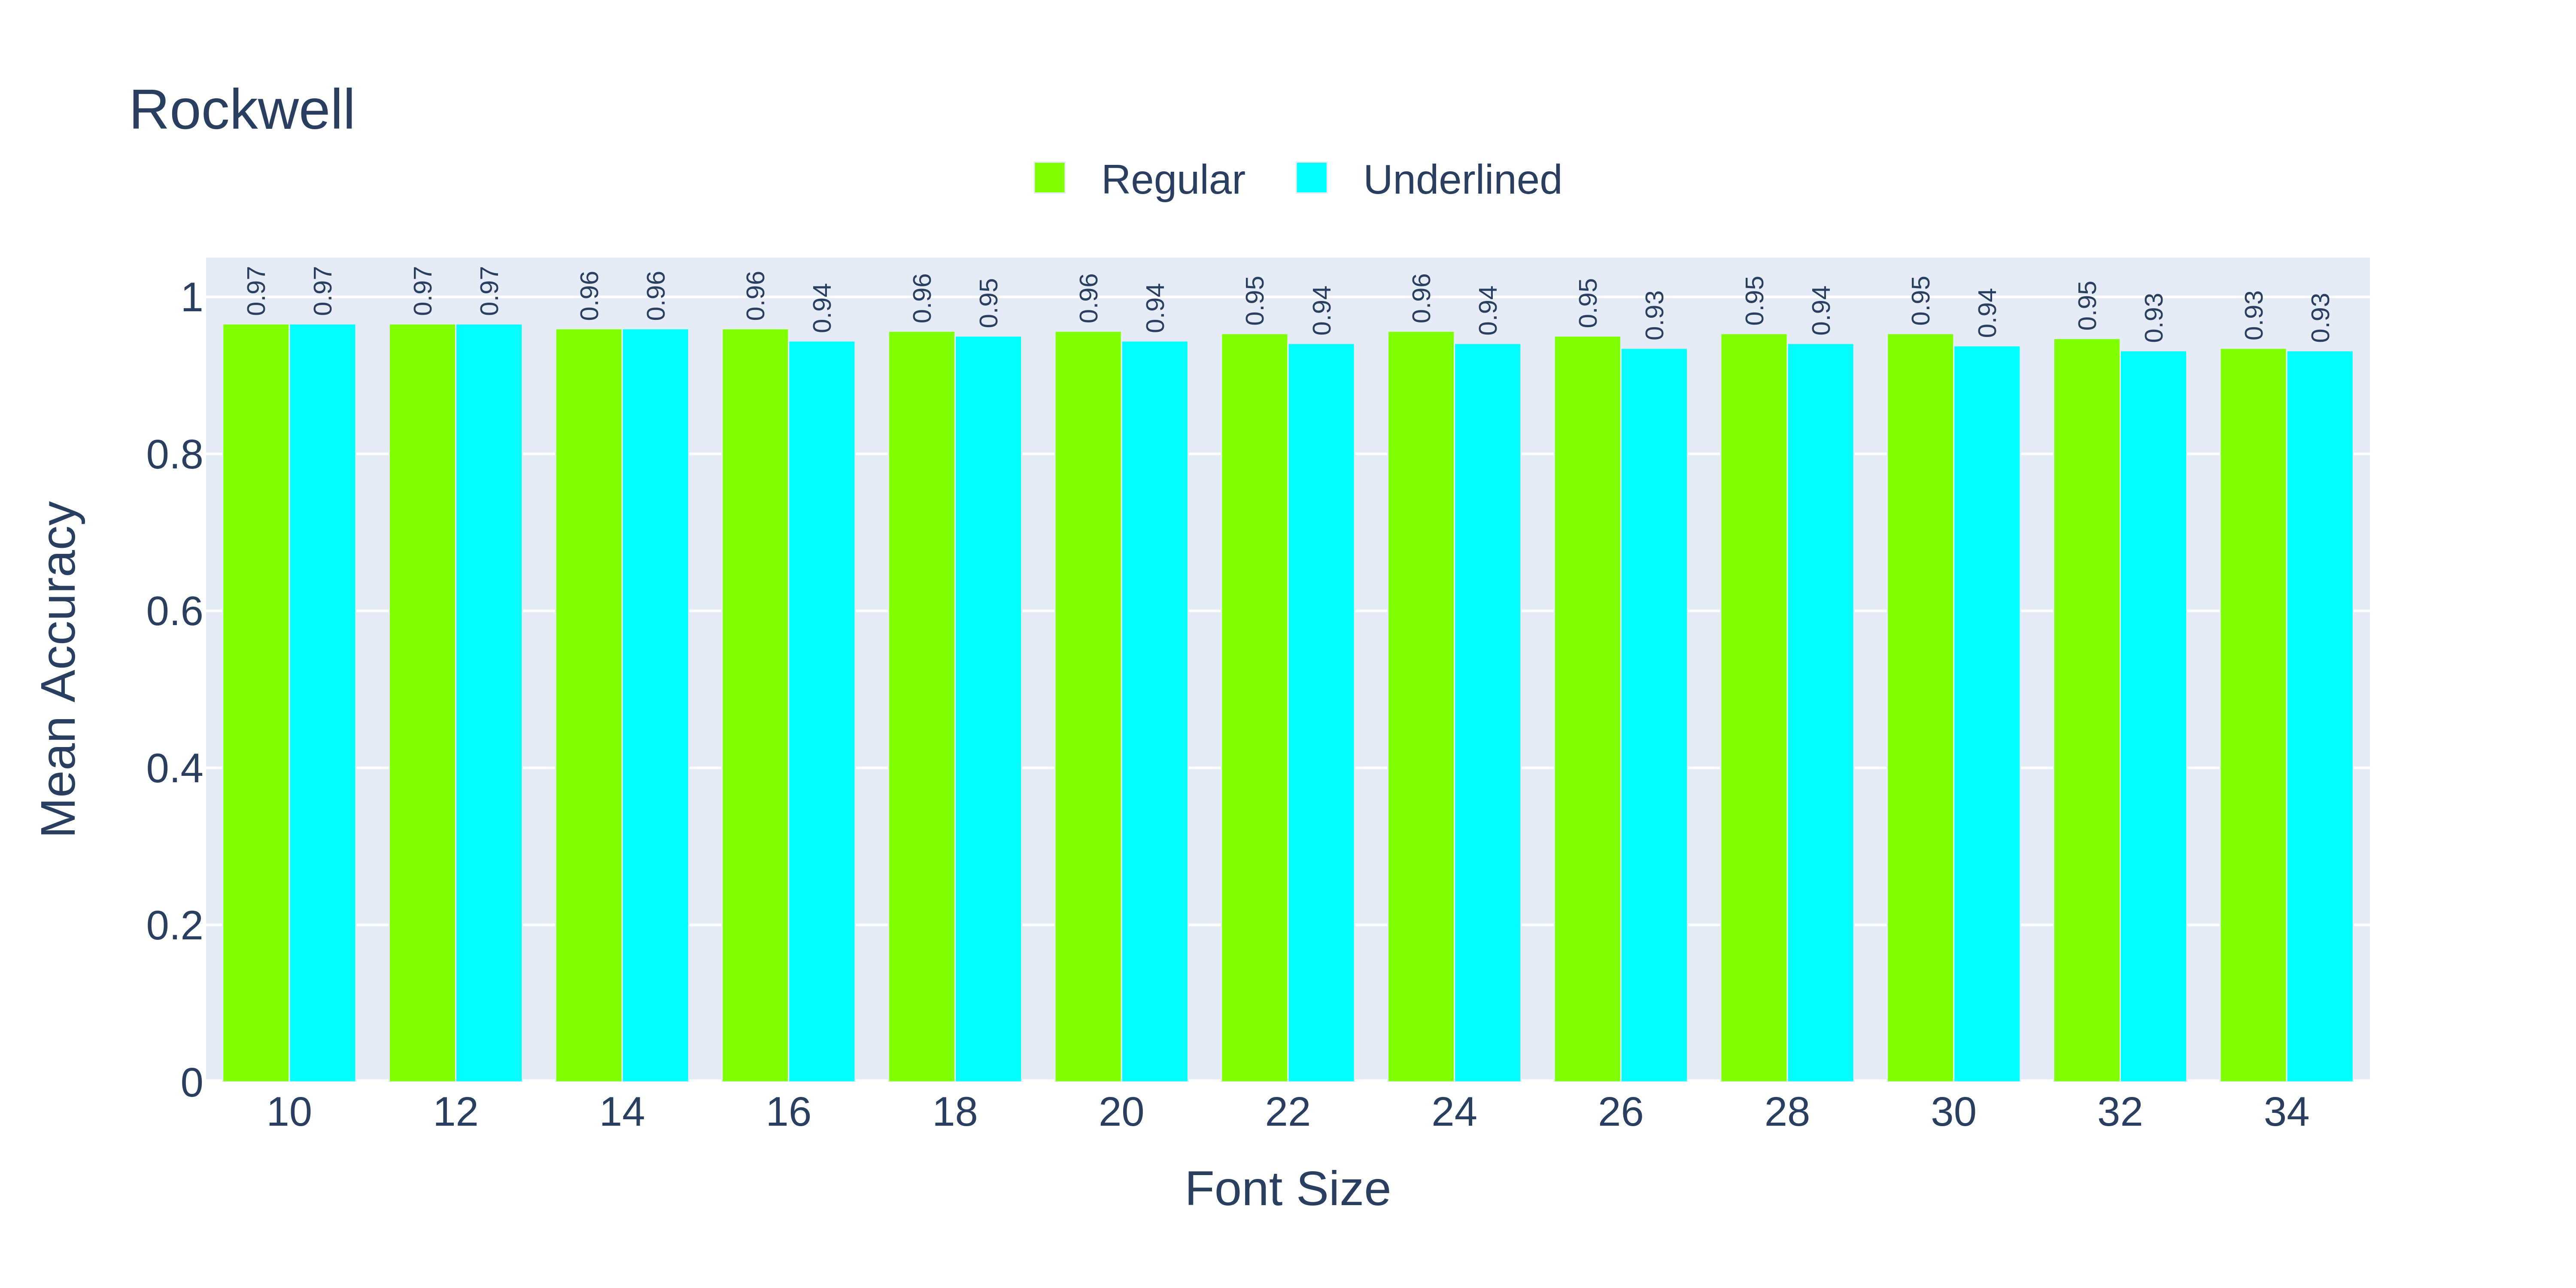 Rockwell
Regular Underlined
0.97 0.97 0.97 0.97 0.96 0.96 0.96 0.94 0.96 0.95 0.96 0.94 0.95 0.94 0.96 0.94 0.95 0.93 0.95 0.94 0.95 0.94 0.95 0.93 0.93 0.93
1
0.8
0.6
0.4
0.2
0
Mean Accuracy
10 12 14 16 18 20 22 24 26 28 30 32 34
Font Size